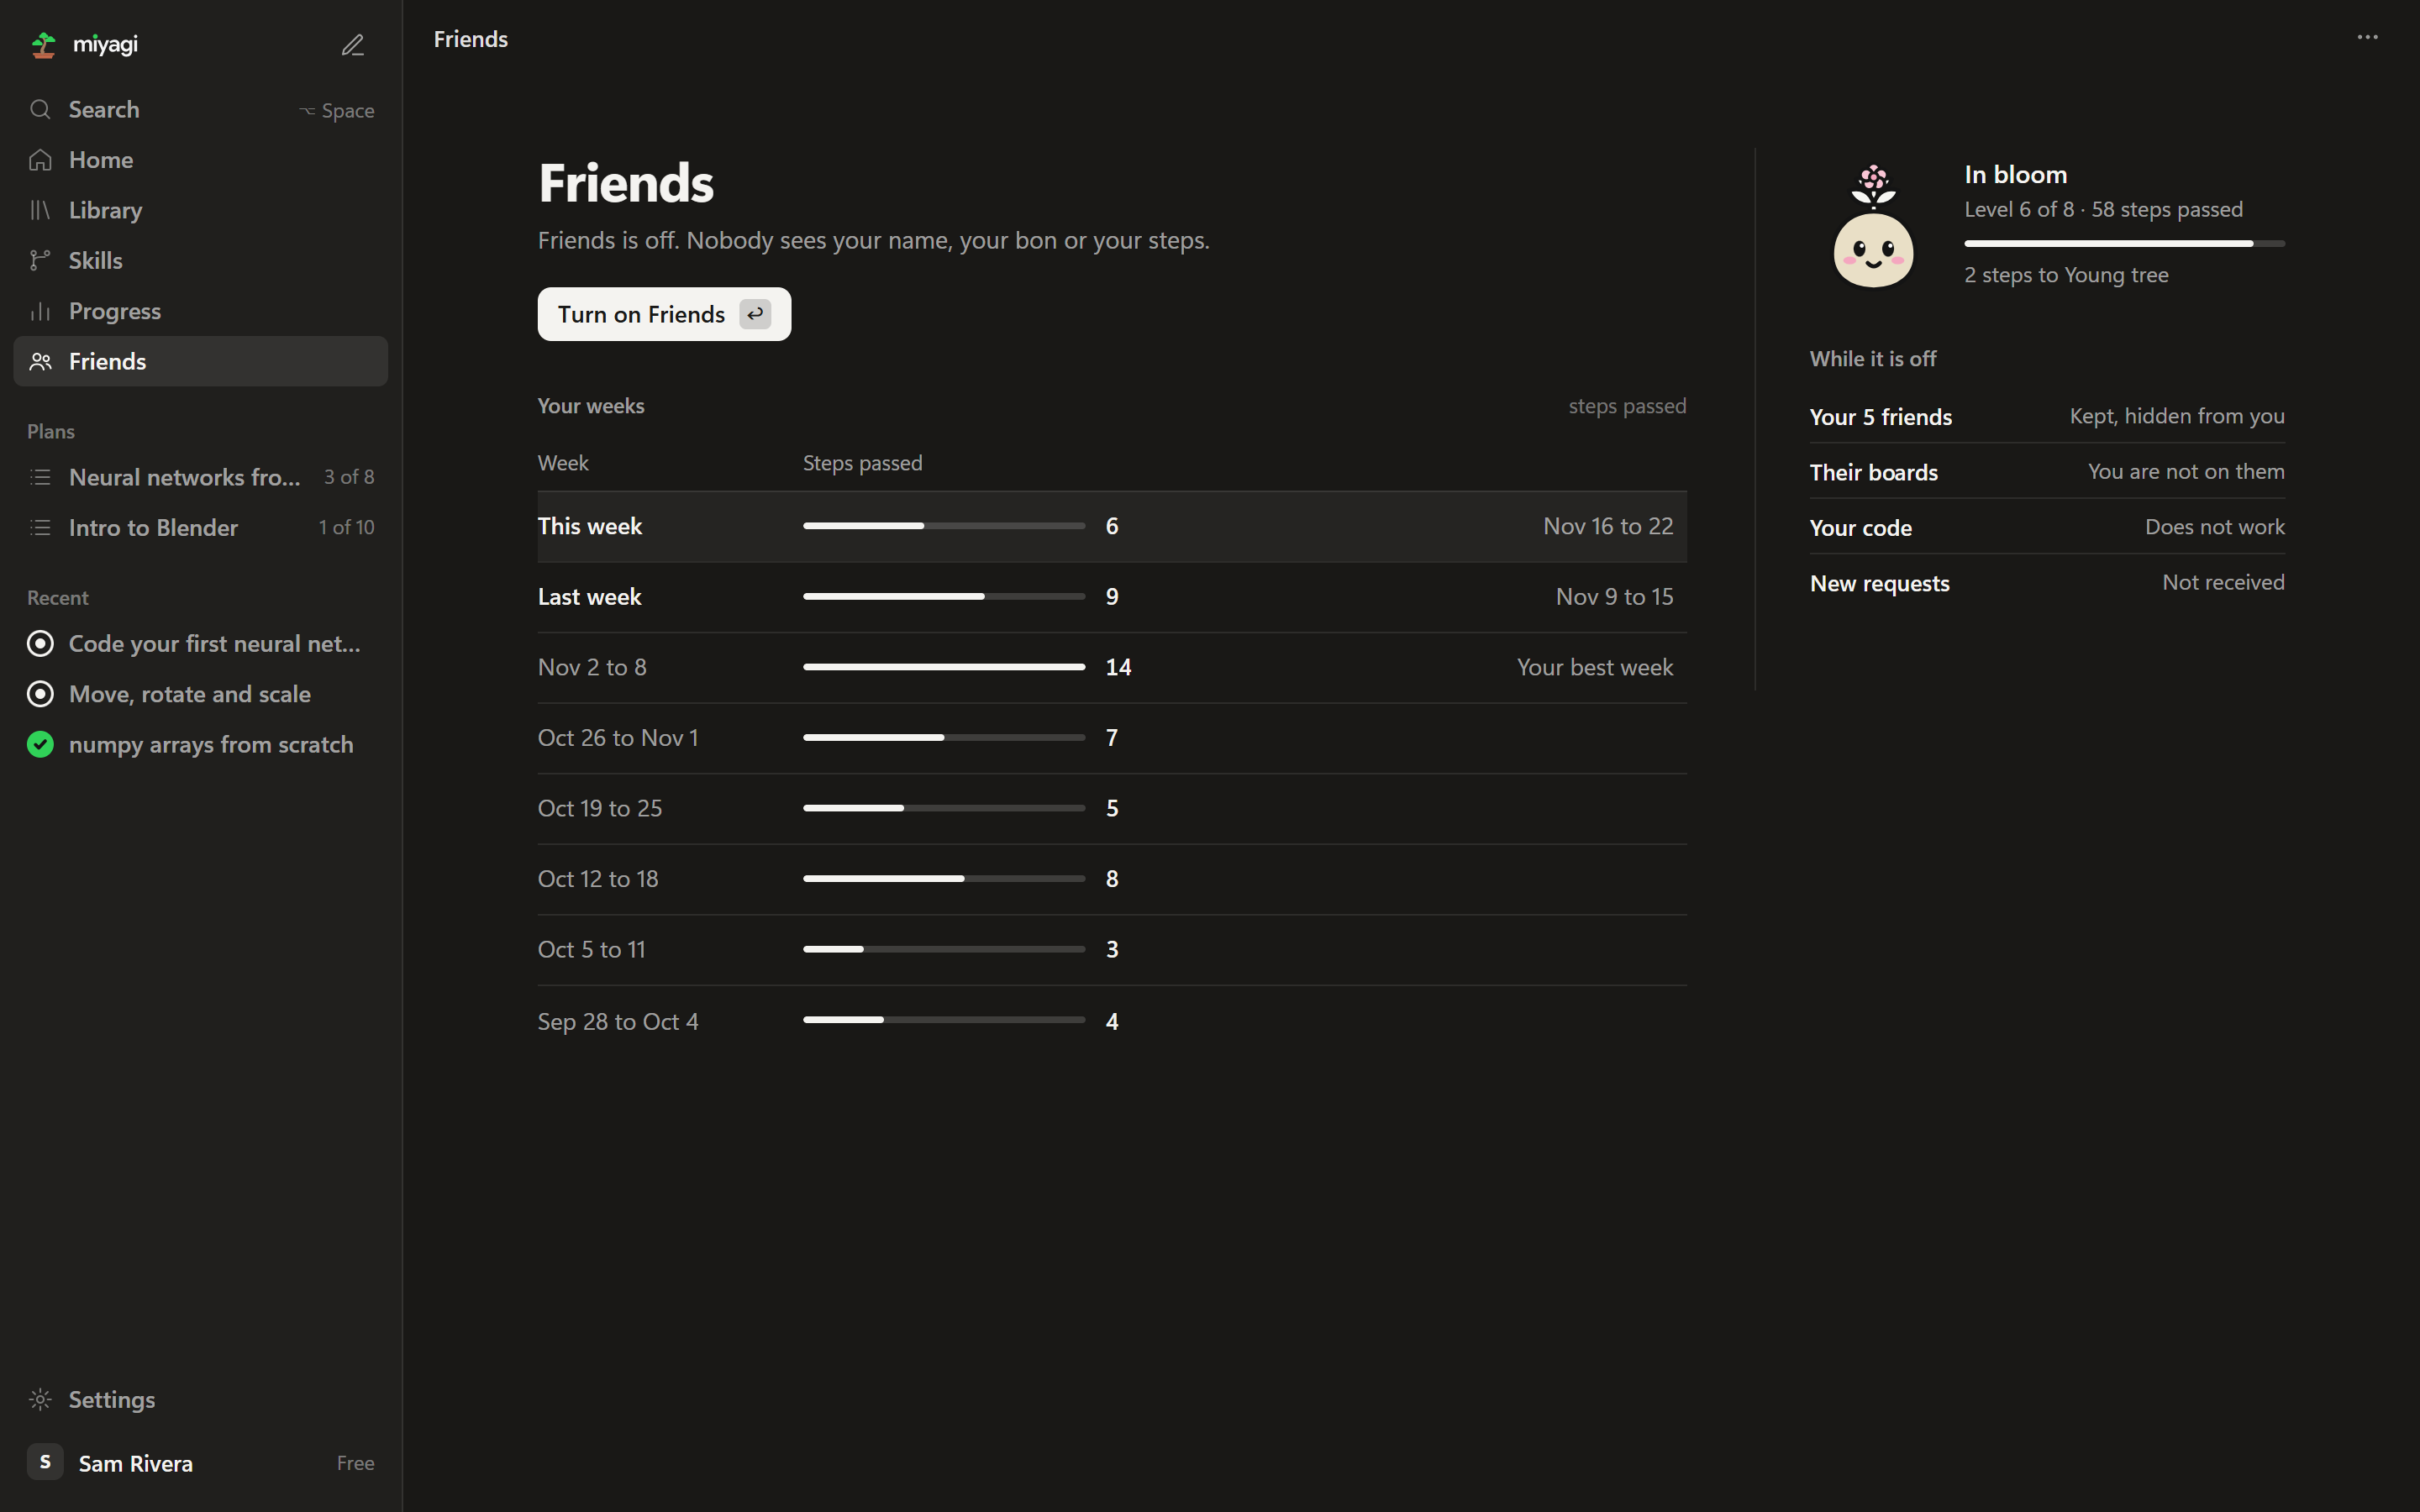 miyagi
Search
⌥ Space
Home
Library
Skills
Progress
Friends
Plans
Neural networks fro... 3 of 8
Intro to Blender 1 of 10
Recent
Code your first neural net...
Move, rotate and scale
numpy arrays from scratch
Settings
S Sam Rivera Free
Friends
Friends
Friends is off. Nobody sees your name, your bon or your steps.
Turn on Friends ↩
Your weeks steps passed
Week Steps passed
This week 6 Nov 16 to 22
Last week 9 Nov 9 to 15
Nov 2 to 8 14 Your best week
Oct 26 to Nov 1 7
Oct 19 to 25 5
Oct 12 to 18 8
Oct 5 to 11 3
Sep 28 to Oct 4 4
In bloom
Level 6 of 8 · 58 steps passed
2 steps to Young tree
While it is off
Your 5 friends Kept, hidden from you
Their boards You are not on them
Your code Does not work
New requests Not received